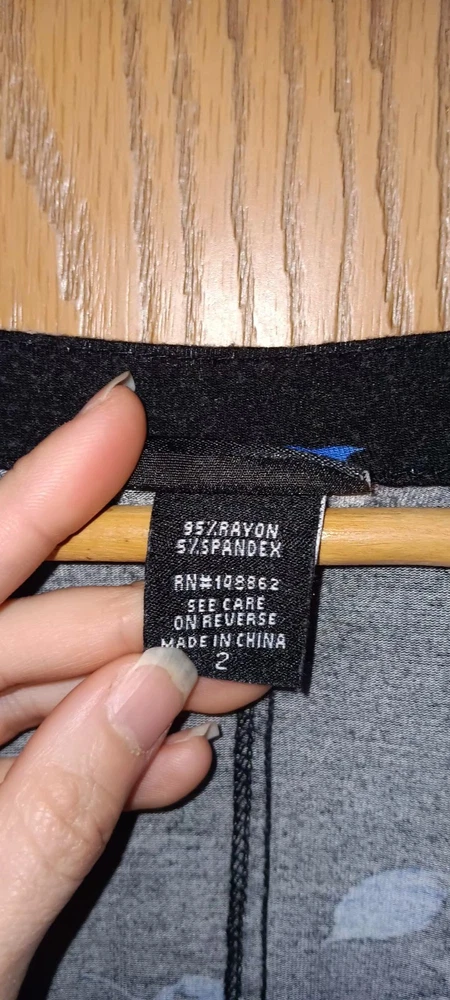 95%RAYON
5%SPANDEX
RN#108862
SEE CARE
ON REVERSE
MADE IN CHINA
2